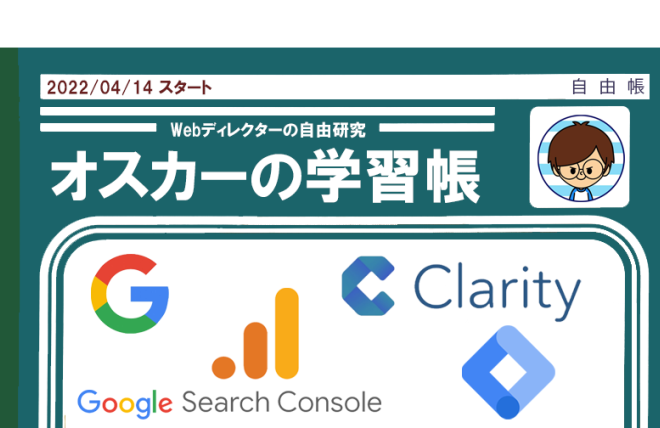 2022/04/14 スタート
自由帳
Webディレクターの自由研究
オスカーの学習帳
Clarity
Google Search Console